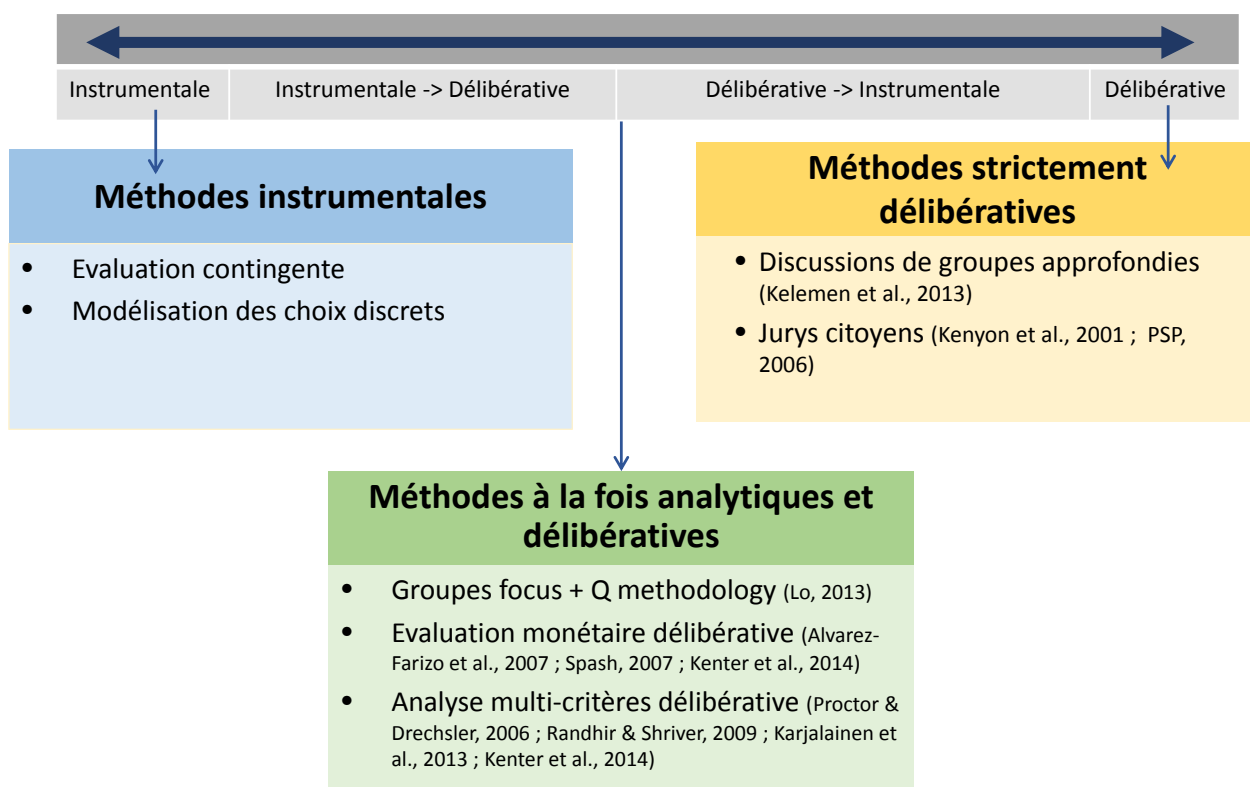 Instrumentale
Instrumentale -> Délibérative
Délibérative -> Instrumentale
Délibérative
Méthodes instrumentales
• Evaluation contingente
• Modélisation des choix discrets
Méthodes strictement
délibératives
• Discussions de groupes approfondies
(Kelemen et al., 2013)
• Jurys citoyens (Kenyon et al., 2001 ; PSP,
2006)
Méthodes à la fois analytiques et
délibératives
• Groupes focus + Q methodology (Lo, 2013)
• Evaluation monétaire délibérative (Alvarez-
Farizo et al., 2007 ; Spash, 2007 ; Kenter et al., 2014)
• Analyse multi-critères délibérative (Proctor &
Drechsler, 2006 ; Randhir & Shriver, 2009 ; Karjalainen et
al., 2013 ; Kenter et al., 2014)